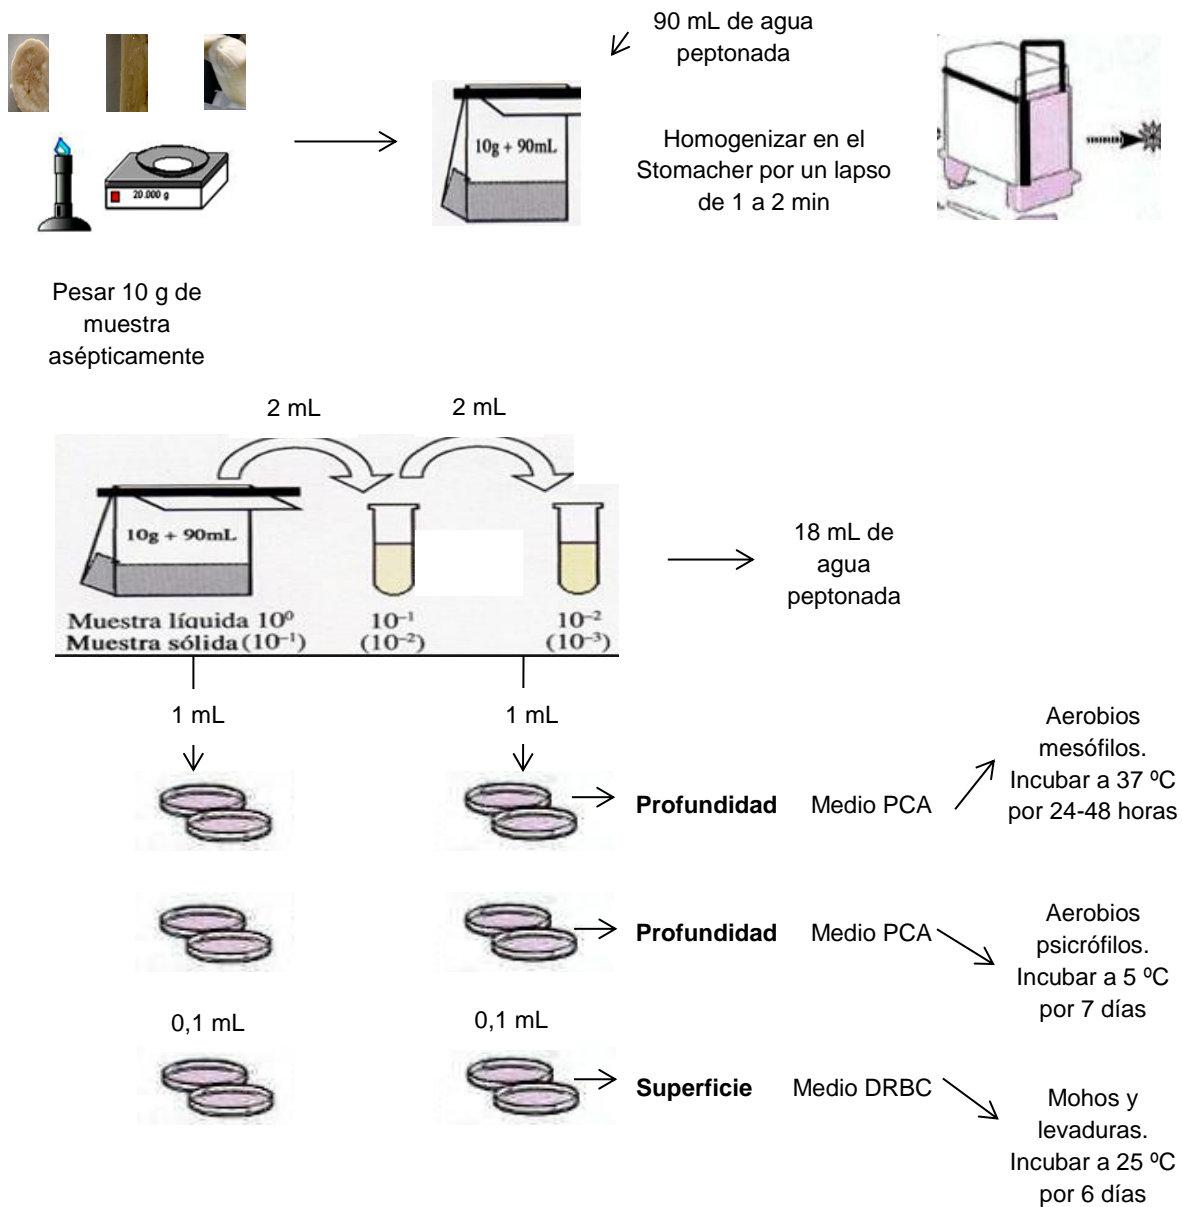 90 mL de agua
peptonada
10g + 90mL
Homogenizar en el
Stomacher por un lapso
de 1 a 2 min
20.000 g
Pesar 10 g de
muestra
asépticamente
2 mL
2 mL
10g + 90mL
18 mL de
agua
peptonada
Muestra líquida 10⁰
10⁻¹
10⁻²
Muestra sólida (10⁻¹)
(10⁻²)
(10⁻³)
1 mL
1 mL
Profundidad
Medio PCA
Aerobios
mesófilos.
Incubar a 37 ºC
por 24-48 horas
Profundidad
Medio PCA
Aerobios
psicrófilos.
Incubar a 5 ºC
por 7 días
0,1 mL
0,1 mL
Superficie
Medio DRBC
Mohos y
levaduras.
Incubar a 25 ºC
por 6 días